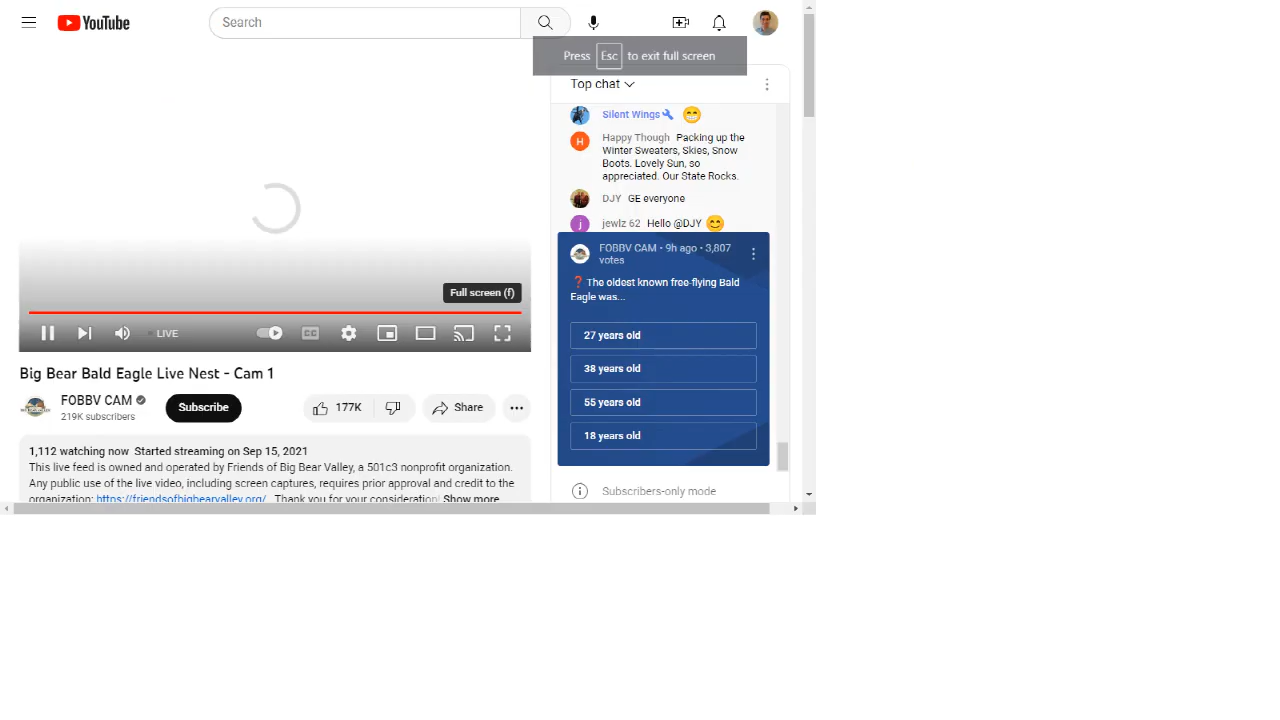 YouTube
Search
Press Esc to exit full screen
Top chat
Silent Wings 😁
H
Happy Though Packing up the
Winter Sweaters, Skies, Snow
Boots. Lovely Sun, so
appreciated. Our State Rocks.
DJY GE everyone
j
jewlz 62 Hello @DJY 😊
FOBBV CAM • 9h ago • 3,807
votes
❓The oldest known free-flying Bald
Eagle was...
27 years old
38 years old
55 years old
18 years old
Subscribers-only mode
Full screen (f)
LIVE
CC
Big Bear Bald Eagle Live Nest - Cam 1
FOBBV CAM
219K subscribers
Subscribe
177K
Share
1,112 watching now Started streaming on Sep 15, 2021
This live feed is owned and operated by Friends of Big Bear Valley, a 501c3 nonprofit organization.
Any public use of the live video, including screen captures, requires prior approval and credit to the
organization: https://friendsofbigbearvalley.org/ . Thank you for your consideration! Show more